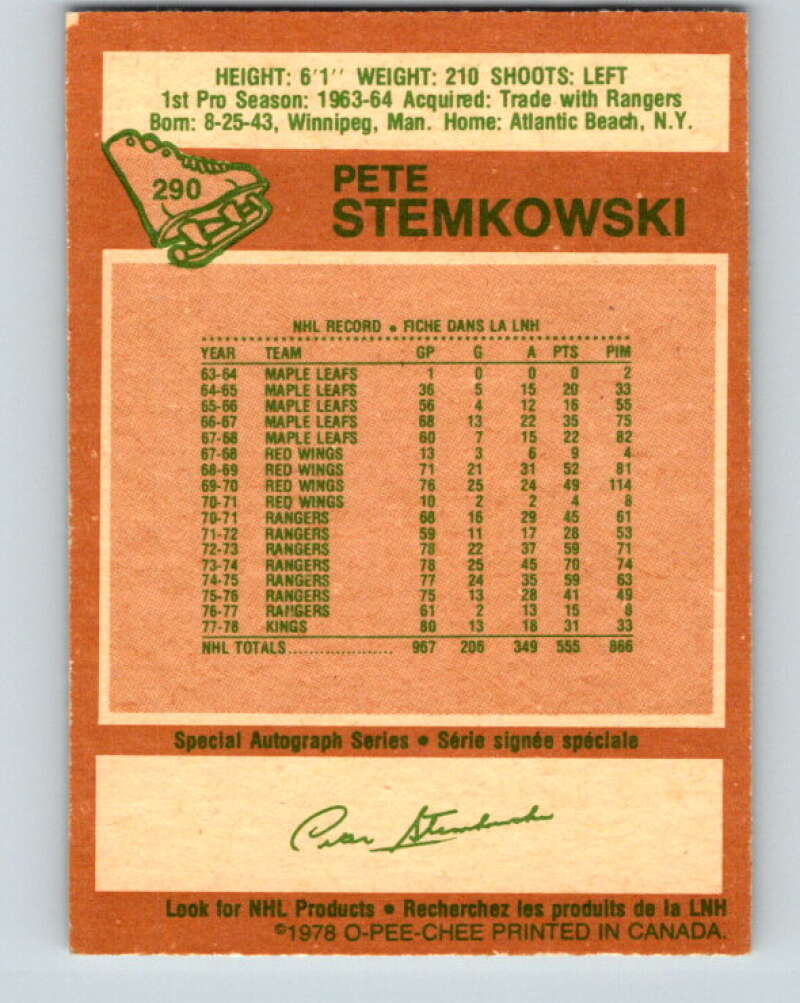 HEIGHT: 6'1'' WEIGHT: 210 SHOOTS: LEFT
1st Pro Season: 1963-64 Acquired: Trade with Rangers
Born: 8-25-43, Winnipeg, Man. Home: Atlantic Beach, N.Y.
290
PETE
STEMKOWSKI
NHL RECORD • FICHE DANS LA LNH
YEAR TEAM GP G A PTS PIM
63-64 MAPLE LEAFS 1 0 0 0 2
64-65 MAPLE LEAFS 36 5 15 20 33
65-66 MAPLE LEAFS 56 4 12 16 55
66-67 MAPLE LEAFS 68 13 22 35 75
67-68 MAPLE LEAFS 60 7 15 22 82
67-68 RED WINGS 13 3 6 9 4
68-69 RED WINGS 71 21 31 52 81
69-70 RED WINGS 76 25 24 49 114
70-71 RED WINGS 10 2 2 4 8
70-71 RANGERS 68 16 29 45 61
71-72 RANGERS 59 11 17 28 53
72-73 RANGERS 78 22 37 59 71
73-74 RANGERS 78 25 45 70 74
74-75 RANGERS 77 24 35 59 63
75-76 RANGERS 75 13 28 41 49
76-77 RANGERS 61 2 13 15 8
77-78 KINGS 80 13 18 31 33
NHL TOTALS.................... 967 206 349 555 866
Special Autograph Series • Série signée spéciale
Pete Stemkowski
Look for NHL Products • Recherchez les produits de la LNH
©1978 O-PEE-CHEE PRINTED IN CANADA.